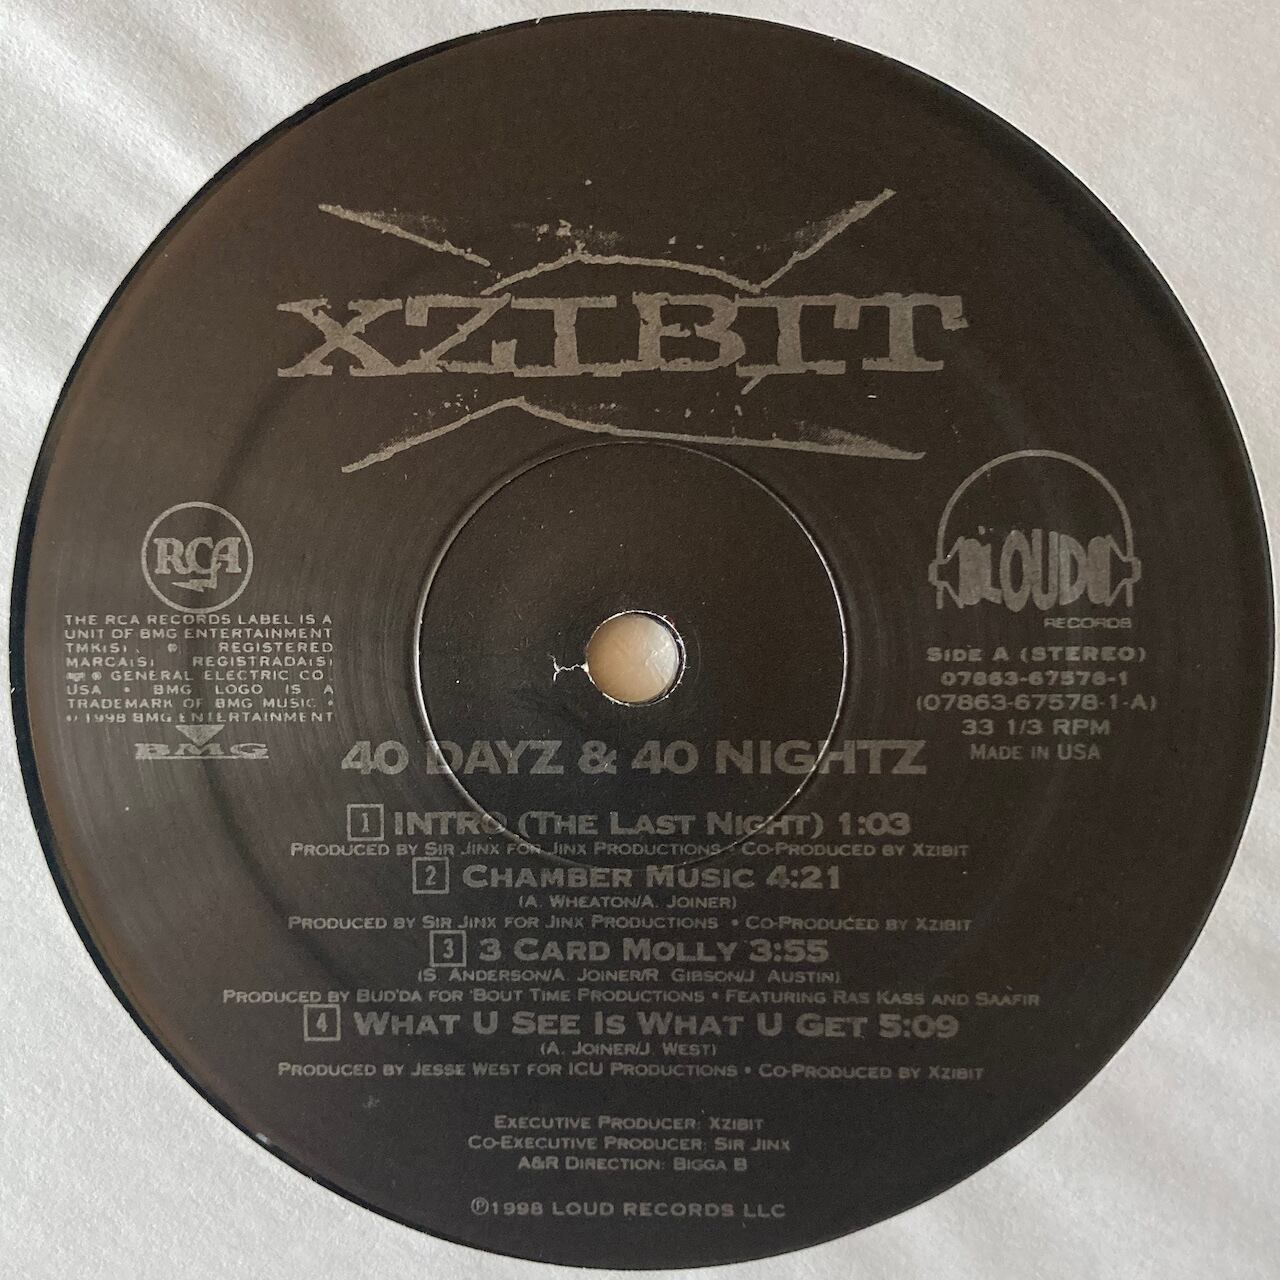 XZIBIT
RCA
THE RCA RECORDS LABEL IS A
UNIT OF BMG ENTERTAINMENT
TMK(S) ® REGISTERED
MARCA(S) REGISTRADA(S)
® GENERAL ELECTRIC CO.
USA • BMG LOGO IS A
TRADEMARK OF BMG MUSIC •
1998 BMG ENTERTAINMENT
BMG
LOUD
RECORDS
SIDE A (STEREO)
07863-67578-1
(07863-67578-1-A)
33 1/3 RPM
MADE IN USA
40 DAYZ & 40 NIGHTZ
1 INTRO (THE LAST NIGHT) 1:03
PRODUCED BY SIR JINX FOR JINX PRODUCTIONS • CO-PRODUCED BY XZIBIT
2 CHAMBER MUSIC 4:21
(A. WHEATON/A. JOINER)
PRODUCED BY SIR JINX FOR JINX PRODUCTIONS • CO-PRODUCED BY XZIBIT
3 3 CARD MOLLY 3:55
(S. ANDERSON/A. JOINER/R. GIBSON/J. AUSTIN)
PRODUCED BY BUD'DA FOR 'BOUT TIME PRODUCTIONS • FEATURING RAS KASS AND SAAFIR
4 WHAT U SEE IS WHAT U GET 5:09
(A. JOINER/J. WEST)
PRODUCED BY JESSE WEST FOR ICU PRODUCTIONS • CO-PRODUCED BY XZIBIT
EXECUTIVE PRODUCER: XZIBIT
CO-EXECUTIVE PRODUCER: SIR JINX
A&R DIRECTION: BIGGA B
℗1998 LOUD RECORDS LLC